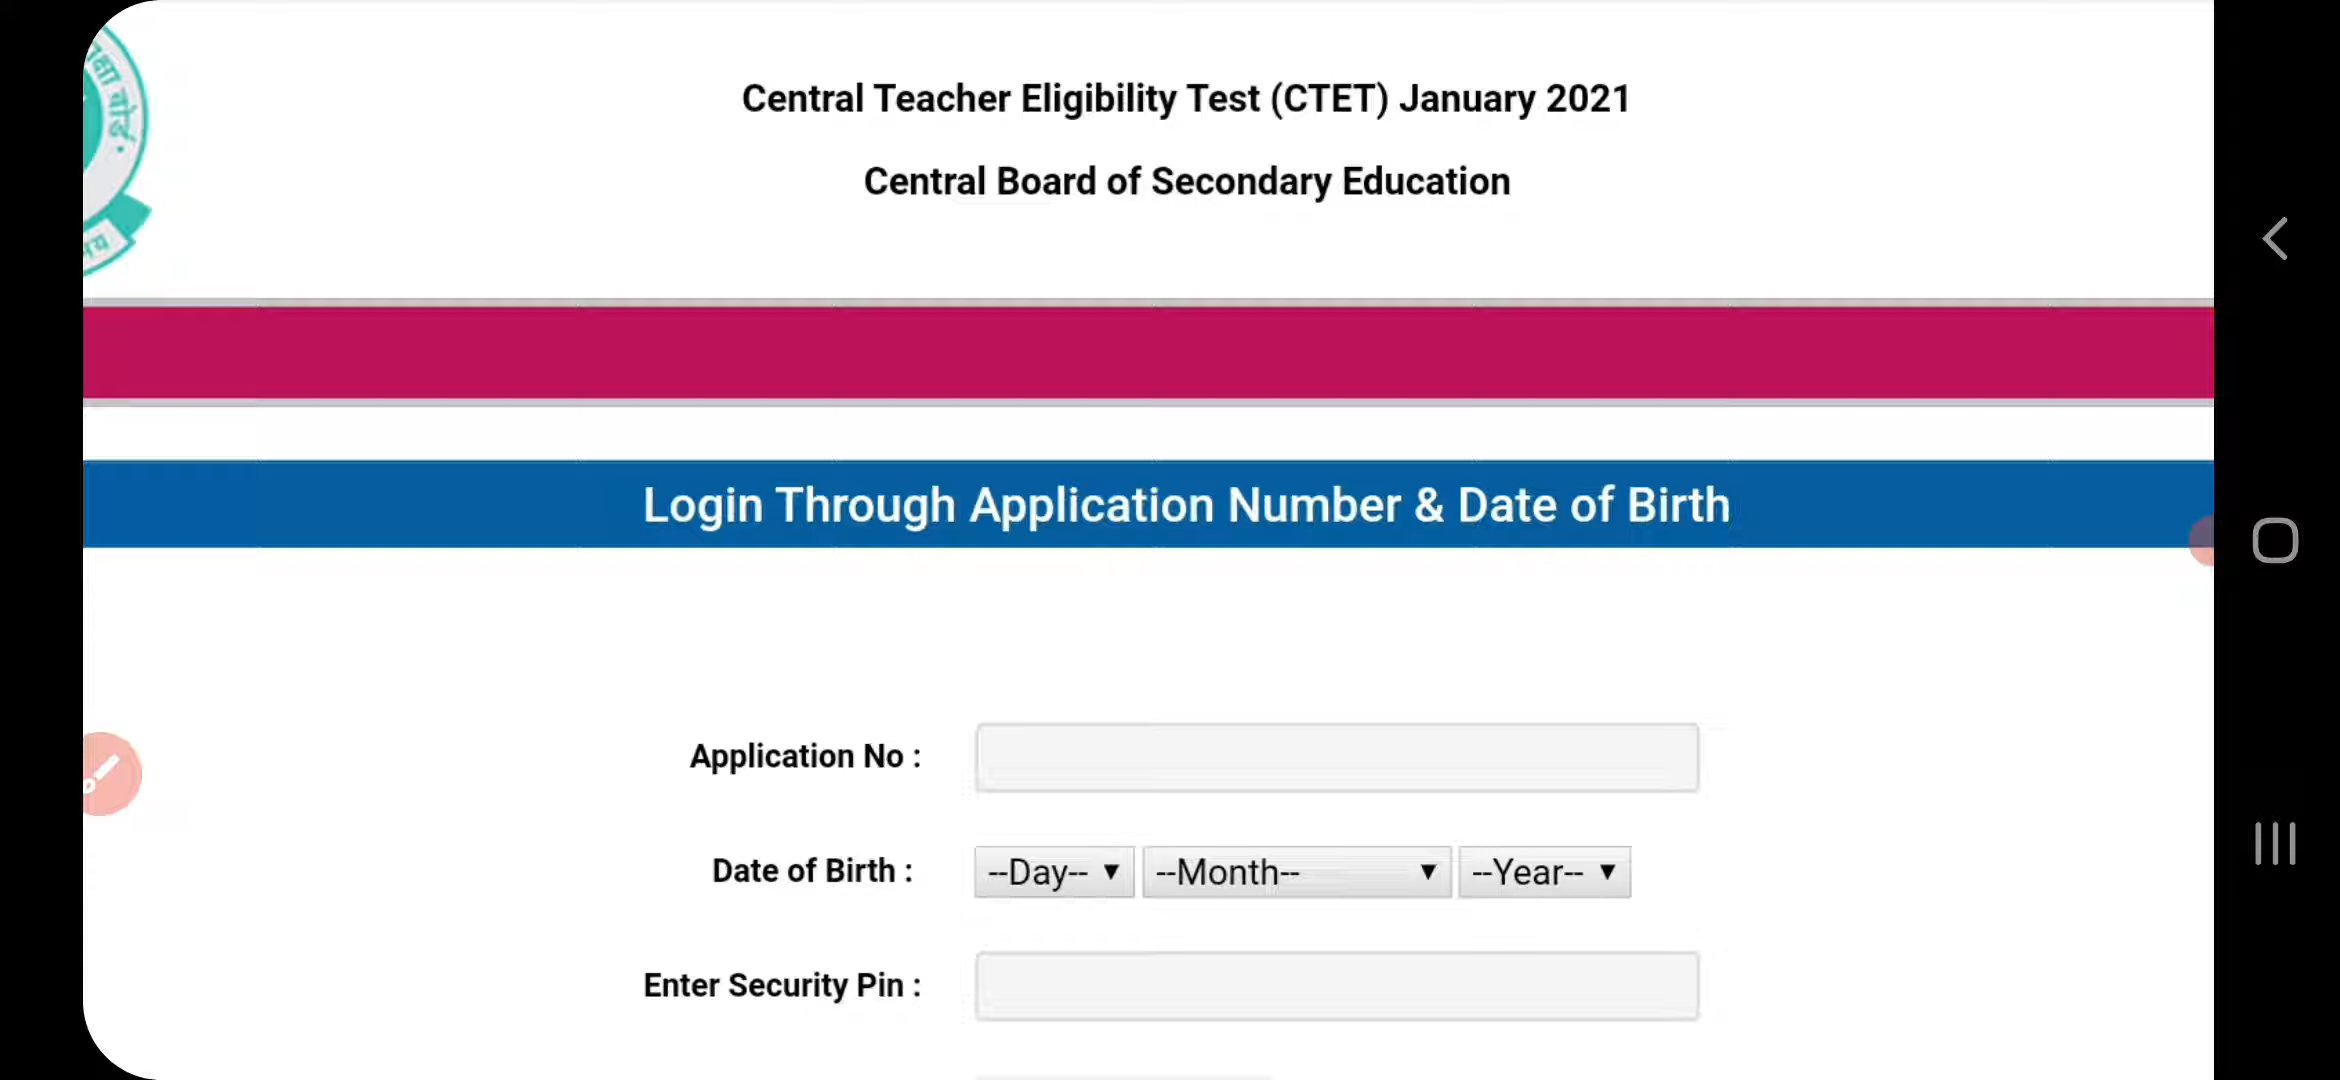 Central Teacher Eligibility Test (CTET) January 2021
Central Board of Secondary Education
Login Through Application Number & Date of Birth
Application No :
Date of Birth : --Day-- --Month-- --Year--
Enter Security Pin :